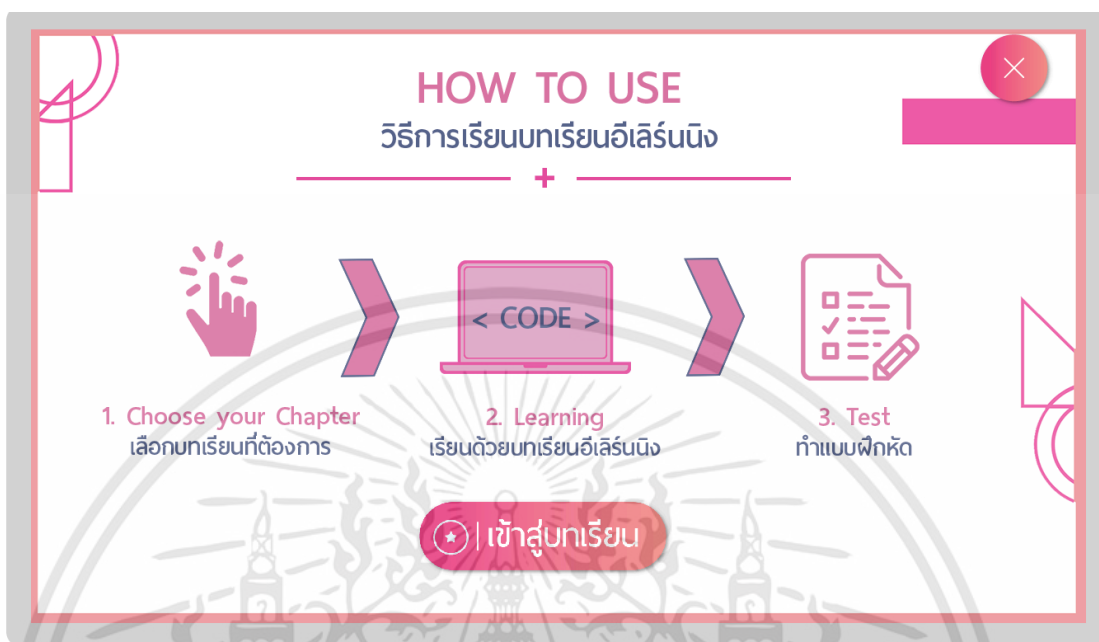 HOW TO USE
วิธีการเรียนบทเรียนอีเลิร์นนิง
< CODE >
1. Choose your Chapter
เลือกบทเรียนที่ต้องการ
2. Learning
เรียนด้วยบทเรียนอีเลิร์นนิง
3. Test
ทำแบบฝึกหัด
เข้าสู่บทเรียน